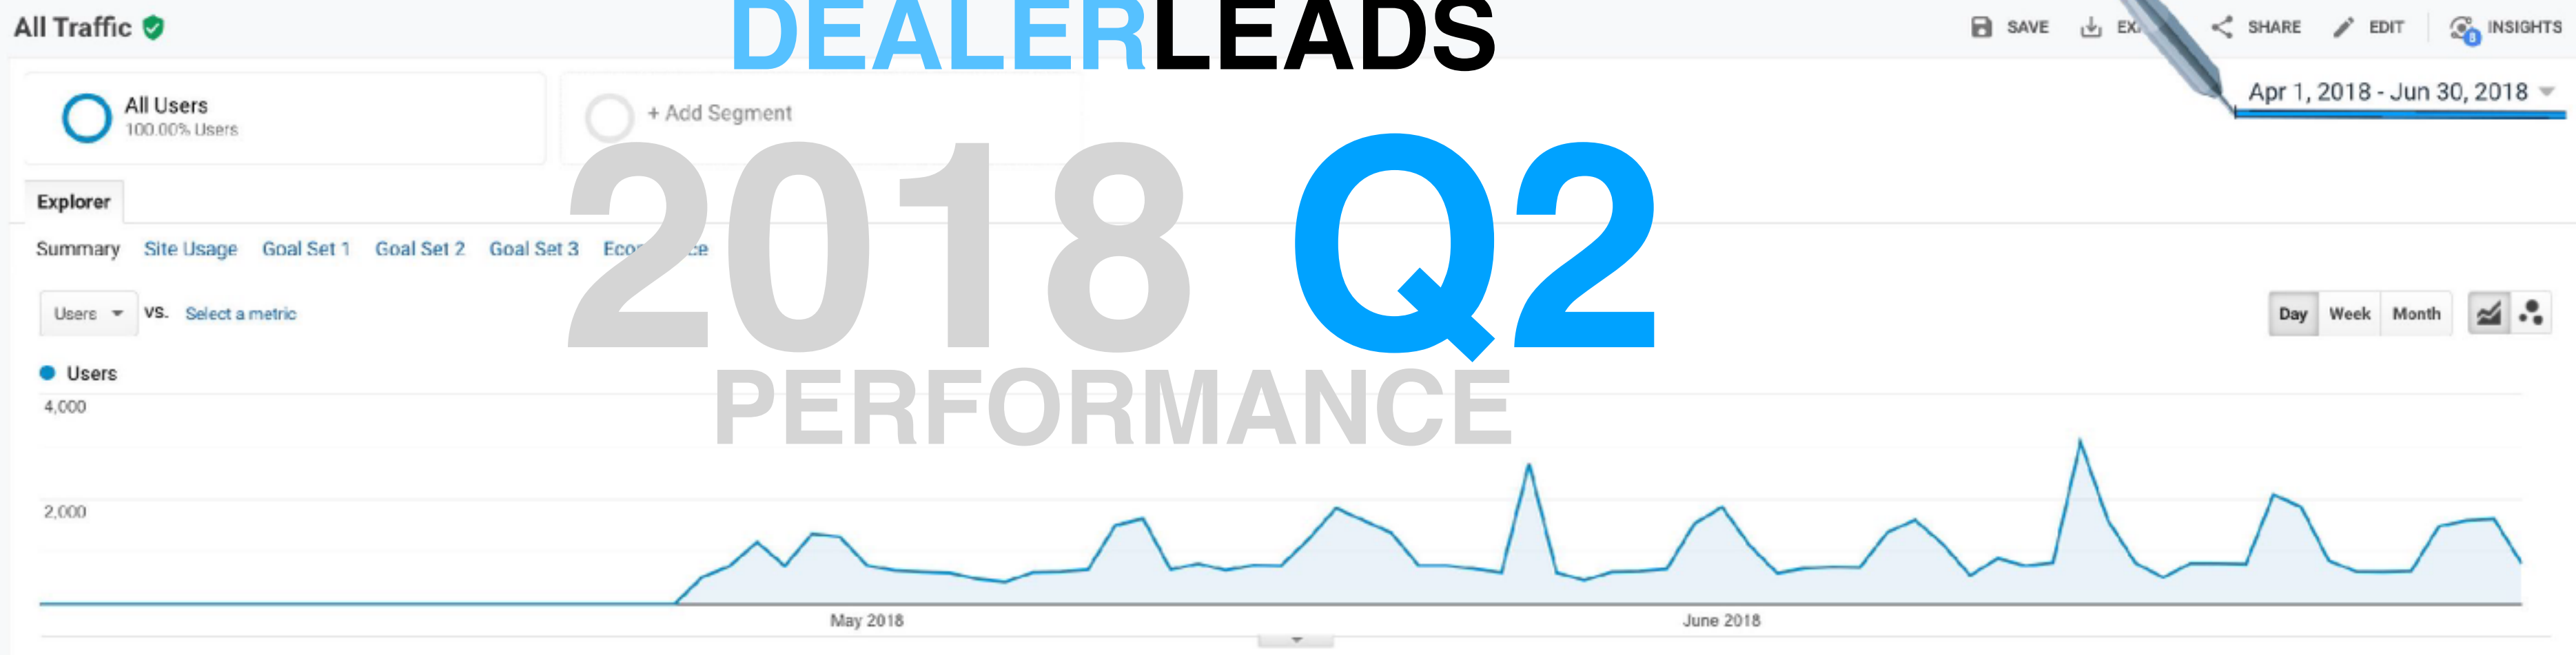 All Traffic
DEALERLEADS
SAVE
SHARE
EDIT
INSIGHTS
8
All Users
100.00% Users
+ Add Segment
Apr 1, 2018 - Jun 30, 2018
2018 Q2
Explorer
Summary Site Usage Goal Set 1 Goal Set 2 Goal Set 3
Users VS. Select a metric
Day Week Month
Users
PERFORMANCE
4,000
2,000
May 2018 June 2018